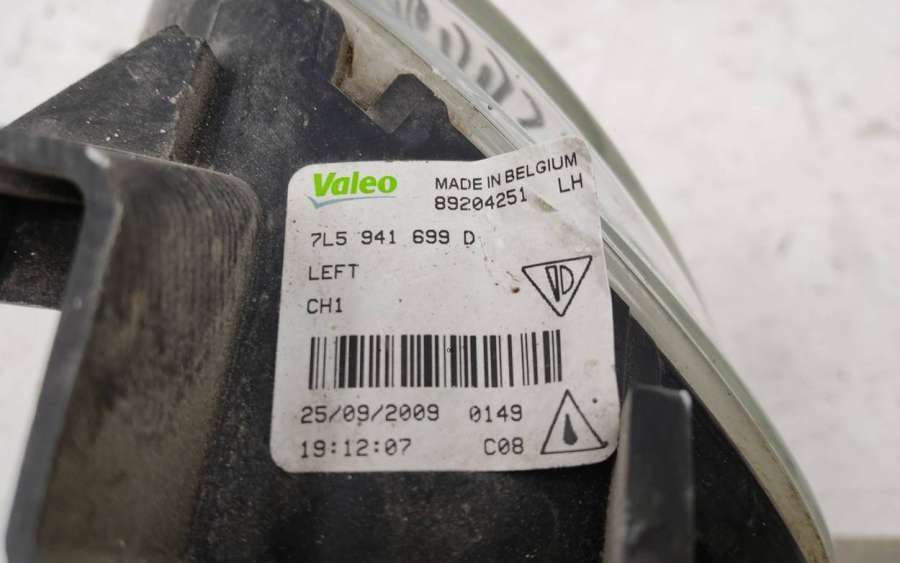 Valeo
MADE IN BELGIUM
89204251 LH
7L5 941 699 D
LEFT
CH1
25/09/2009 0149
19:12:07 C08